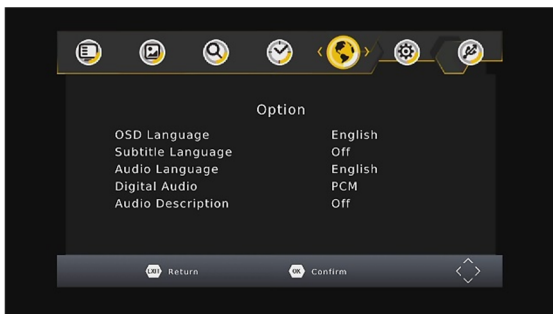 Option
OSD Language English
Subtitle Language Off
Audio Language English
Digital Audio PCM
Audio Description Off
EXIT Return OK Confirm